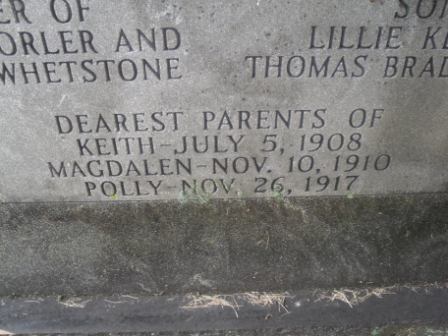 ER OF
ORLER AND
WHETSTONE
SO
LILLIE
THOMAS
DEAREST PARENTS OF
KEITH-JULY 5, 1908
MAGDALEN-NOV. 10, 1910
POLLY-NOV. 26, 1917